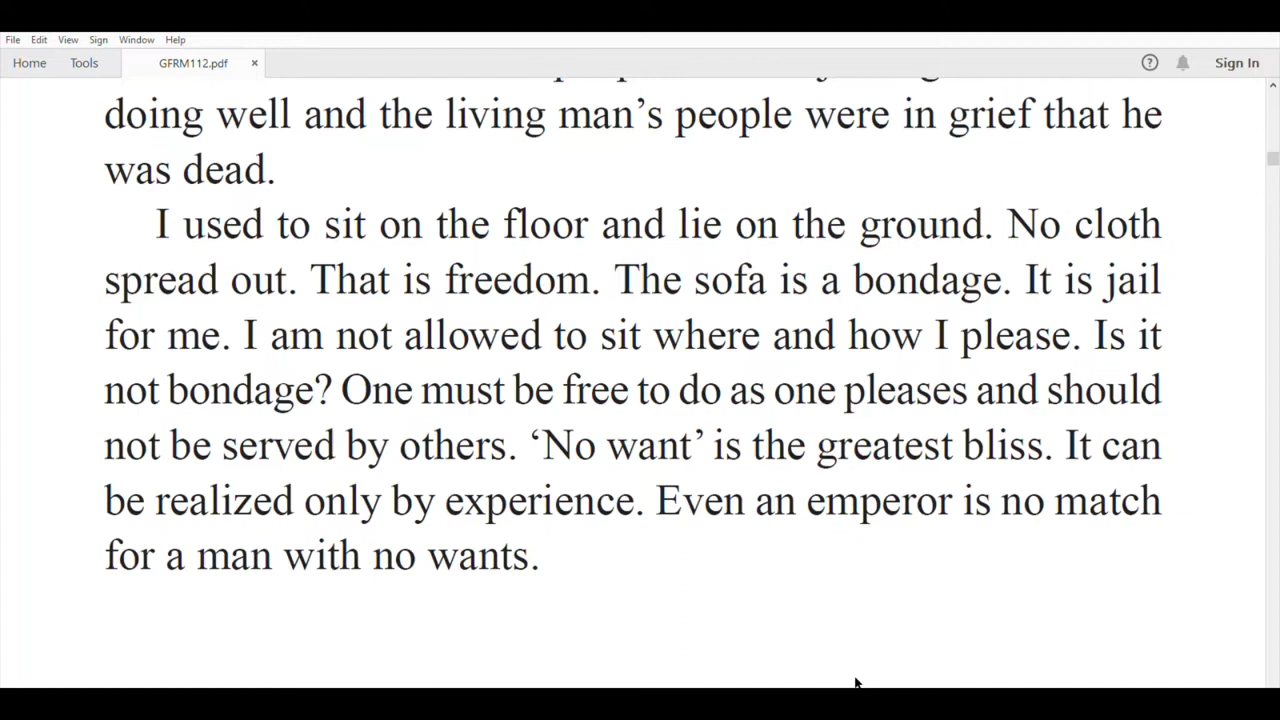 File Edit View Sign Window Help
Home Tools GFRM112.pdf × ? Sign In
doing well and the living man’s people were in grief that he
was dead.
I used to sit on the floor and lie on the ground. No cloth
spread out. That is freedom. The sofa is a bondage. It is jail
for me. I am not allowed to sit where and how I please. Is it
not bondage? One must be free to do as one pleases and should
not be served by others. ‘No want’ is the greatest bliss. It can
be realized only by experience. Even an emperor is no match
for a man with no wants.